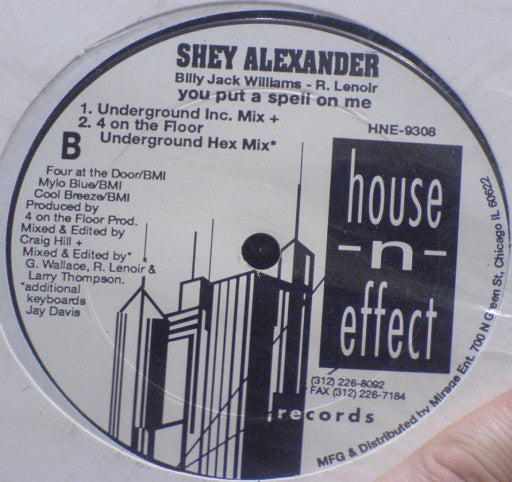 SHEY ALEXANDER
Billy Jack Williams - R. Lenoir
you put a spell on me
1. Underground Inc. Mix +
2. 4 on the Floor
Underground Hex Mix*
HNE-9308
B
Four at the Door/BMI
Mylo Blue/BMI
Cool Breeze/BMI
Produced by
4 on the Floor Prod.
Mixed & Edited by
Craig Hill +
Mixed & Edited by*
G. Wallace, R. Lenoir &
Larry Thompson.
*additional
keyboards
Jay Davis
house
-n-
effect
(312) 226-8092
FAX (312) 226-7184
records
MFG & Distributed by Mirage Ent. 700 N Green St, Chicago IL 60622